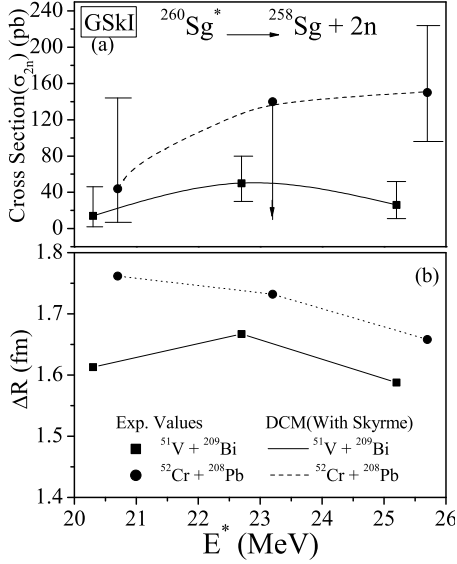 GSkI
²⁶⁰Sg* ⟶ ²⁵⁸Sg + 2n
(a)
Cross Section(σ₂ₙ) (pb)
240
200
160
120
80
40
0
(b)
ΔR (fm)
1.8
1.7
1.6
1.5
1.4
Exp. Values DCM(With Skyrme)
⁵¹V + ²⁰⁹Bi ⁵¹V + ²⁰⁹Bi
⁵²Cr + ²⁰⁸Pb ⁵²Cr + ²⁰⁸Pb
20 21 22 23 24 25 26
E* (MeV)